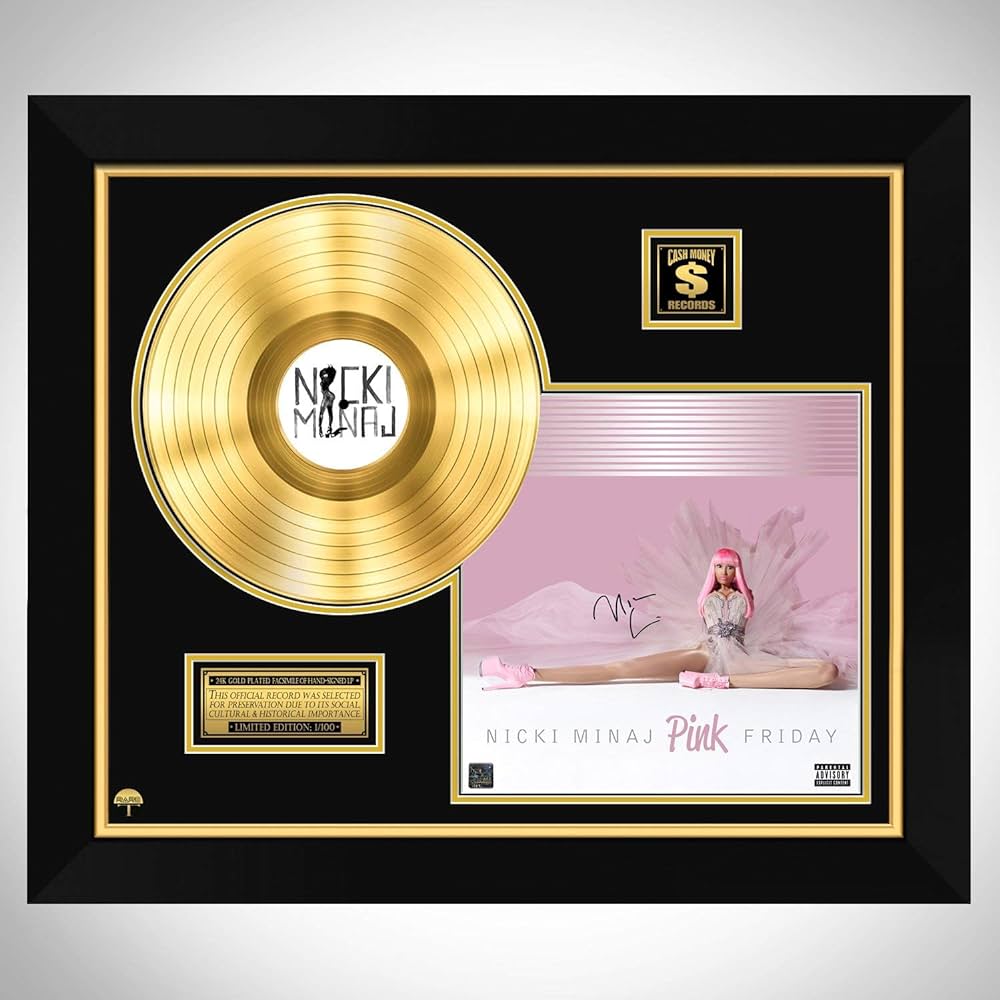 CASH MONEY
$
RECORDS
NICKI
MINAJ
• 24K GOLD PLATED FACSIMILE OF HAND-SIGNED LP •
THIS OFFICIAL RECORD WAS SELECTED
FOR PRESERVATION DUE TO ITS SOCIAL
CULTURAL & HISTORICAL IMPORTANCE
• LIMITED EDITION: 1/100 •
NICKI MINAJ Pink FRIDAY
PARENTAL
ADVISORY
EXPLICIT CONTENT
RARE
T